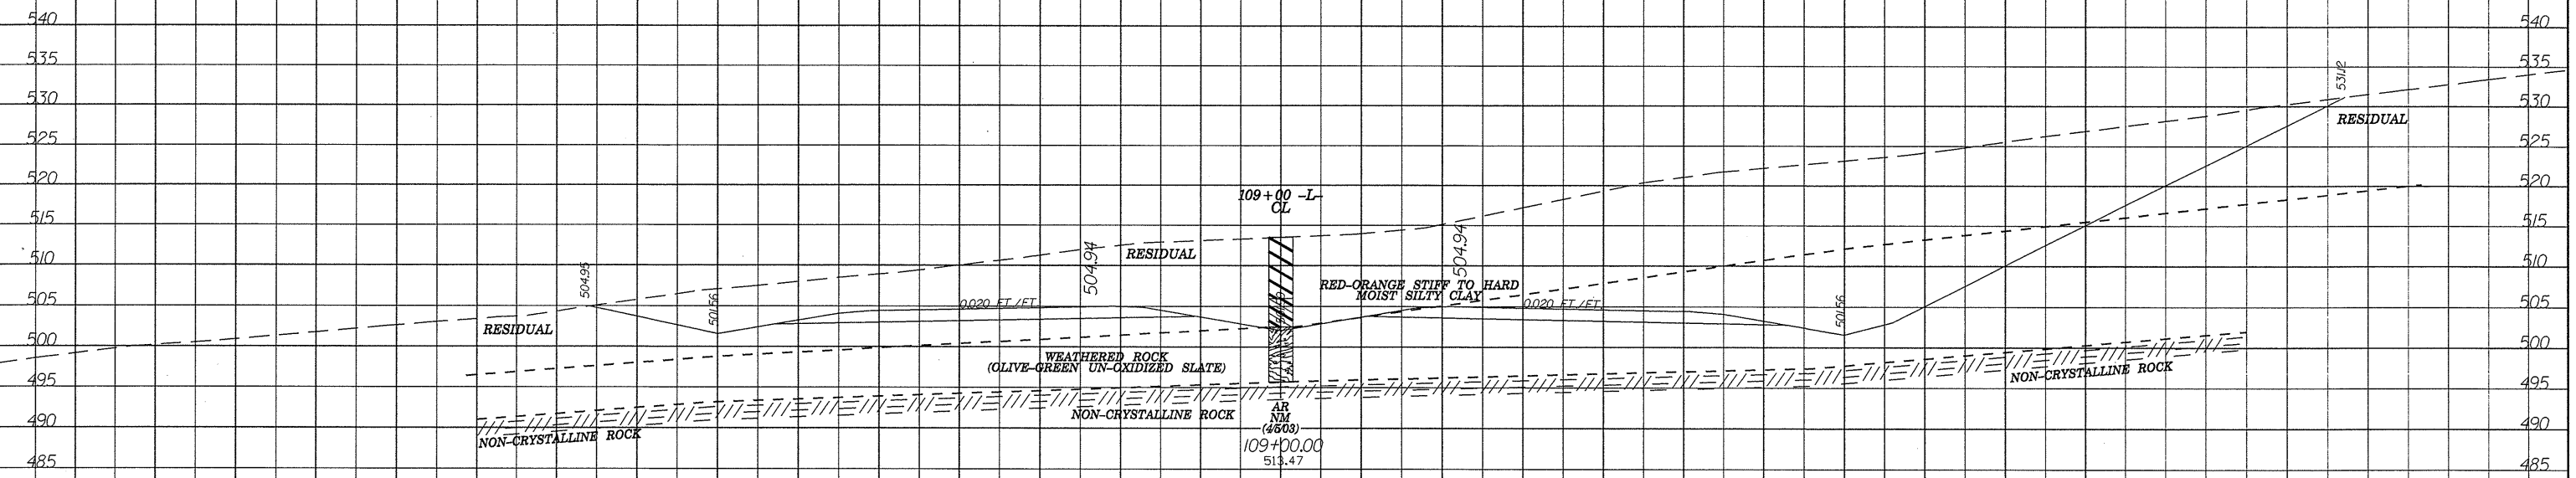 540 540
535 535
530 530
525 525
520 520
515 515
510 510
505 505
500 500
495 495
490 490
485 485
531.12
RESIDUAL
109+00 -L-
CL
504.94
504.94
RESIDUAL
504.95
501.56
0.020 FT./FT.
RED-ORANGE STIFF TO HARD
MOIST SILTY CLAY
0.020 FT./FT.
501.56
RESIDUAL
WEATHERED ROCK
(OLIVE-GREEN UN-OXIDIZED SLATE)
NON-CRYSTALLINE ROCK
NON-CRYSTALLINE ROCK
NON-CRYSTALLINE ROCK
AR
NM
(4/5/03)
109+00.00
513.47